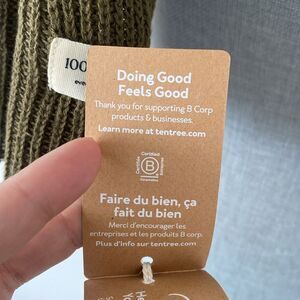 100
Doing Good
Feels Good
Thank you for supporting B Corp
products & businesses.
Learn more at tentree.com
Certified
B
Corporation
Faire du bien, ça
fait du bien
Merci d'encourager les
entreprises et les produits B corp.
Plus d'info sur tentree.com